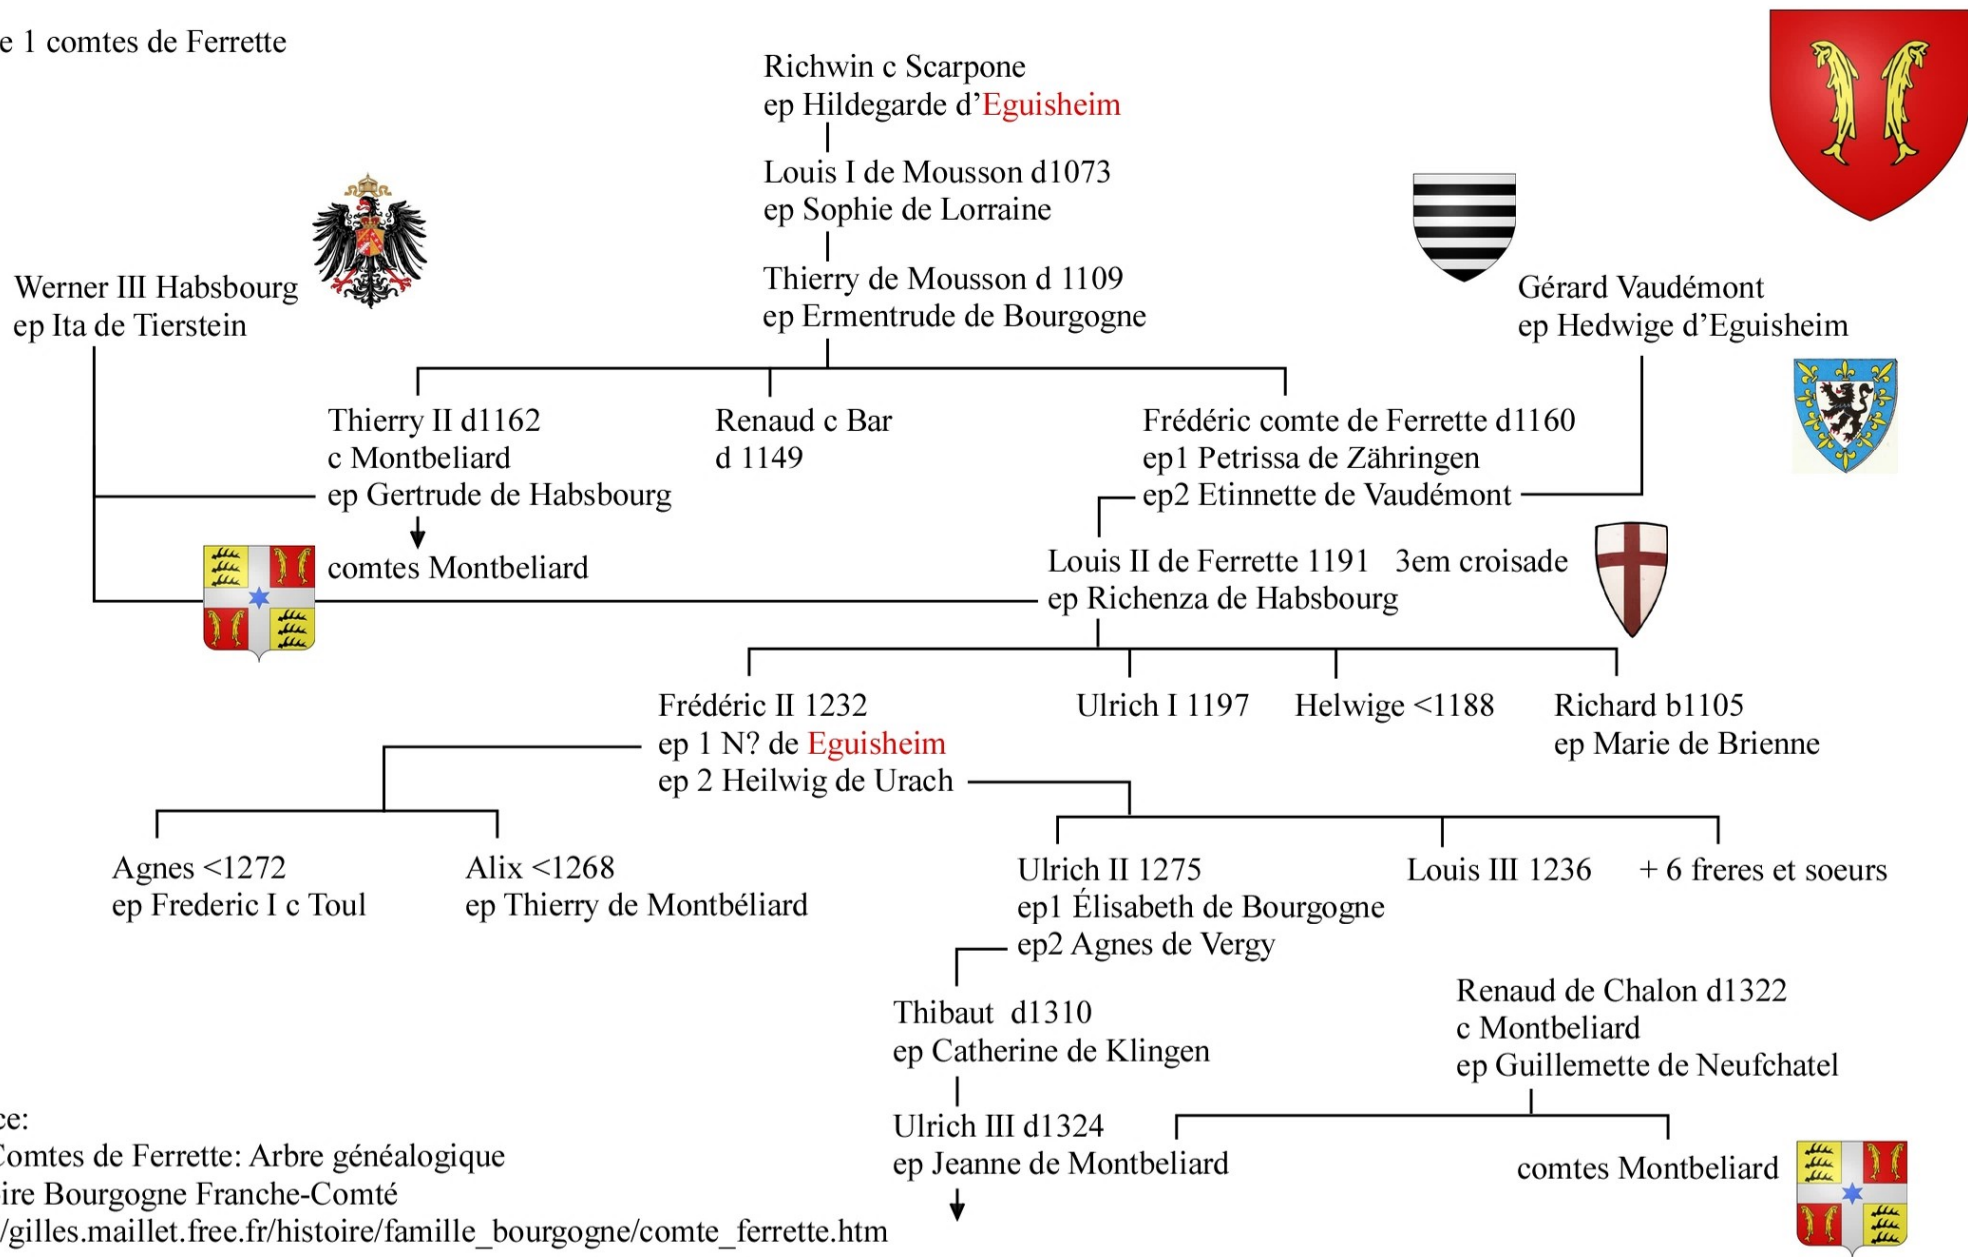 e 1 comtes de Ferrette
Richwin c Scarpone
ep Hildegarde d’Eguisheim
Louis I de Mousson d1073
ep Sophie de Lorraine
Thierry de Mousson d 1109
ep Ermentrude de Bourgogne
Werner III Habsbourg
ep Ita de Tierstein
Gérard Vaudémont
ep Hedwige d’Eguisheim
Thierry II d1162
c Montbeliard
ep Gertrude de Habsbourg
comtes Montbeliard
Renaud c Bar
d 1149
Frédéric comte de Ferrette d1160
ep1 Petrissa de Zähringen
ep2 Etinnette de Vaudémont
Louis II de Ferrette 1191 3em croisade
ep Richenza de Habsbourg
Frédéric II 1232
ep 1 N? de Eguisheim
ep 2 Heilwig de Urach
Ulrich I 1197
Helwige <1188
Richard b1105
ep Marie de Brienne
Agnes <1272
ep Frederic I c Toul
Alix <1268
ep Thierry de Montbéliard
Ulrich II 1275
ep1 Élisabeth de Bourgogne
ep2 Agnes de Vergy
Louis III 1236
+ 6 freres et soeurs
Thibaut d1310
ep Catherine de Klingen
Renaud de Chalon d1322
c Montbeliard
ep Guillemette de Neufchatel
Ulrich III d1324
ep Jeanne de Montbeliard
comtes Montbeliard
ce:
Comtes de Ferrette: Arbre généalogique
ire Bourgogne Franche-Comté
/gilles.maillet.free.fr/histoire/famille_bourgogne/comte_ferrette.htm